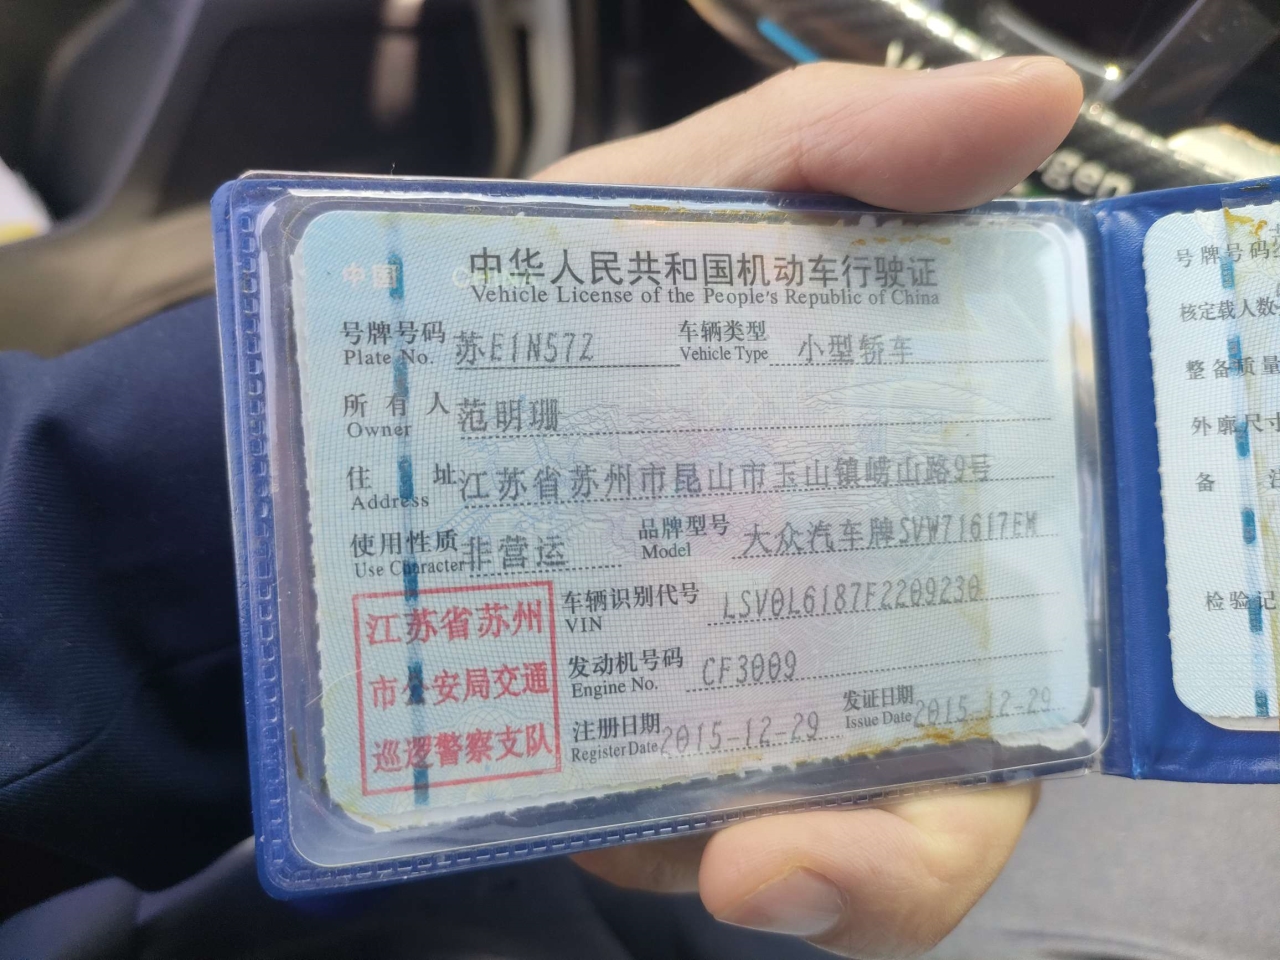 中国 CHINA
中华人民共和国机动车行驶证
Vehicle License of the People's Republic of China
号牌号码 苏E1N57Z 车辆类型 小型轿车
Plate No. Vehicle Type
所有人 范明珊
Owner
住址 江苏省苏州市昆山市玉山镇崂山路9号
Address
使用性质 非营运 品牌型号 大众汽车牌SVW71617EM
Use Character Model
车辆识别代号 LSV0L6187F2209230
VIN
发动机号码 CF3009
Engine No.
注册日期 2015-12-29 发证日期 2015-12-29
Register Date Issue Date
江苏省苏州
市公安局交通
巡逻警察支队
号牌号码
核定载人数
整备质量
外廓尺寸
备
检验记
gen